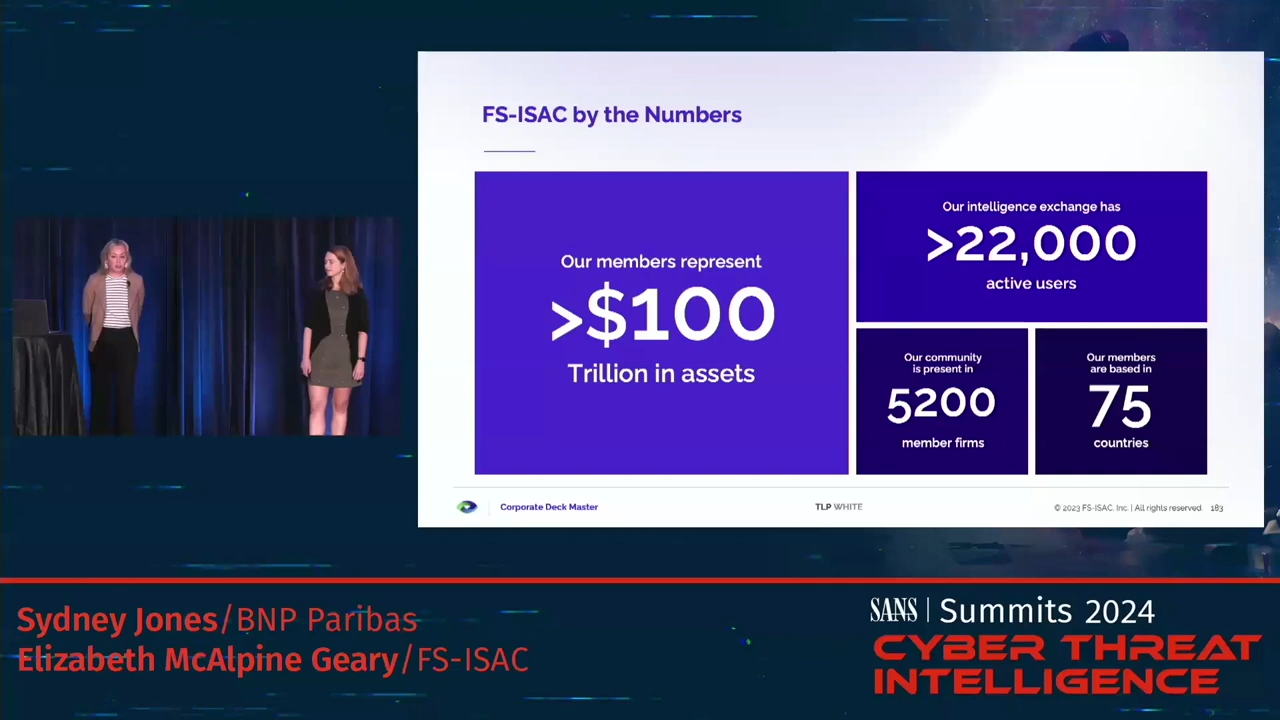 FS-ISAC by the Numbers
Our members represent
>$100
Trillion in assets
Our intelligence exchange has
>22,000
active users
Our community
is present in
5200
member firms
Our members
are based in
75
countries
Corporate Deck Master
TLP WHITE
© 2023 FS-ISAC, Inc. | All rights reserved. 183
Sydney Jones/BNP Paribas
Elizabeth McAlpine Geary/FS-ISAC
SANS | Summits 2024
CYBER THREAT
INTELLIGENCE